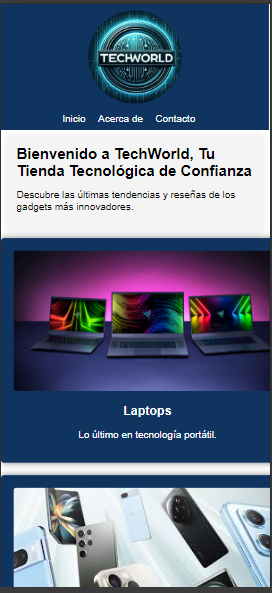 TECHWORLD
Inicio Acerca de Contacto
Bienvenido a TechWorld, Tu
Tienda Tecnológica de Confianza
Descubre las últimas tendencias y reseñas de los
gadgets más innovadores.
Laptops
Lo último en tecnología portátil.